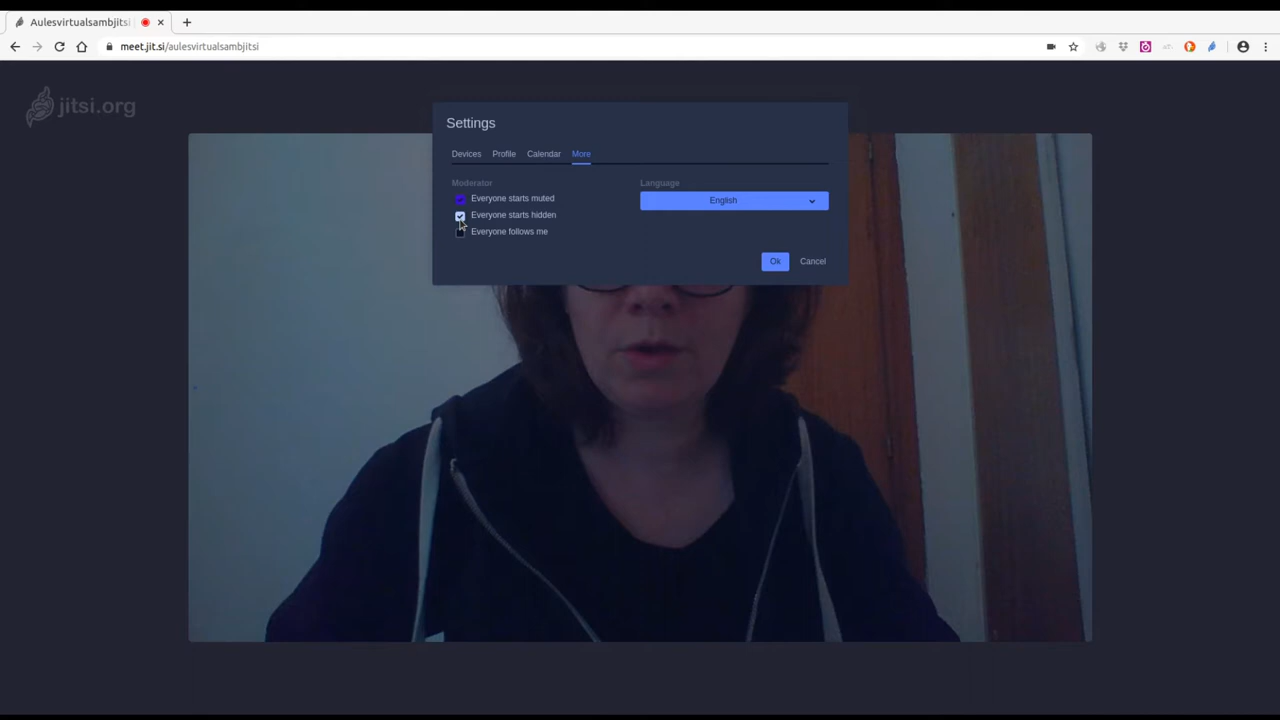 Aulesvirtualsambjitsi
meet.jit.si/aulesvirtualsambjitsi
jitsi.org
Settings
Devices Profile Calendar More
Moderator
Everyone starts muted
Everyone starts hidden
Everyone follows me
Language
English
Ok Cancel